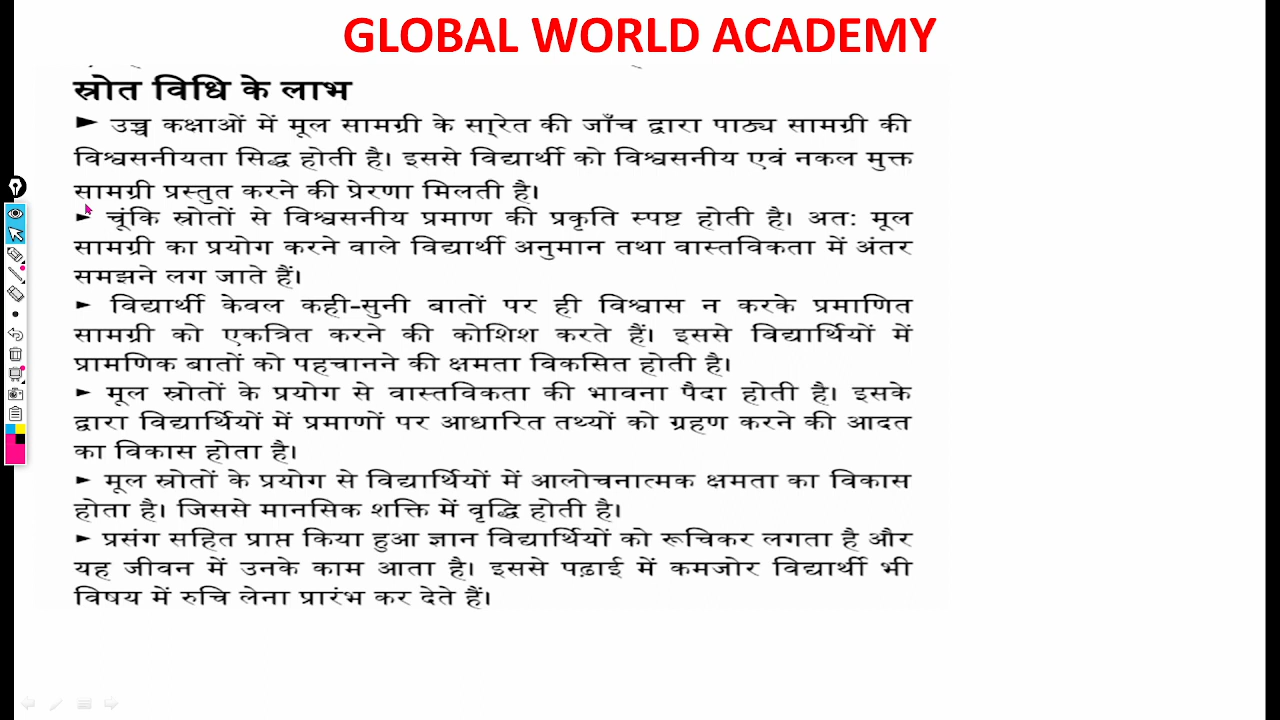 GLOBAL WORLD ACADEMY
स्रोत विधि के लाभ
► उच्च कक्षाओं में मूल सामग्री के सा्रेत की जाँच द्वारा पाठ्य सामग्री की
विश्वसनीयता सिद्ध होती है। इससे विद्यार्थी को विश्वसनीय एवं नकल मुक्त
सामग्री प्रस्तुत करने की प्रेरणा मिलती है।
► चूंकि स्रोतों से विश्वसनीय प्रमाण की प्रकृति स्पष्ट होती है। अतः मूल
सामग्री का प्रयोग करने वाले विद्यार्थी अनुमान तथा वास्तविकता में अंतर
समझने लग जाते हैं।
► विद्यार्थी केवल कही-सुनी बातों पर ही विश्वास न करके प्रमाणित
सामग्री को एकत्रित करने की कोशिश करते हैं। इससे विद्यार्थियों में
प्रामणिक बातों को पहचानने की क्षमता विकसित होती है।
► मूल स्रोतों के प्रयोग से वास्तविकता की भावना पैदा होती है। इसके
द्वारा विद्यार्थियों में प्रमाणों पर आधारित तथ्यों को ग्रहण करने की आदत
का विकास होता है।
► मूल स्रोतों के प्रयोग से विद्यार्थियों में आलोचनात्मक क्षमता का विकास
होता है। जिससे मानसिक शक्ति में वृद्धि होती है।
► प्रसंग सहित प्राप्त किया हुआ ज्ञान विद्यार्थियों को रूचिकर लगता है और
यह जीवन में उनके काम आता है। इससे पढ़ाई में कमजोर विद्यार्थी भी
विषय में रुचि लेना प्रारंभ कर देते हैं।